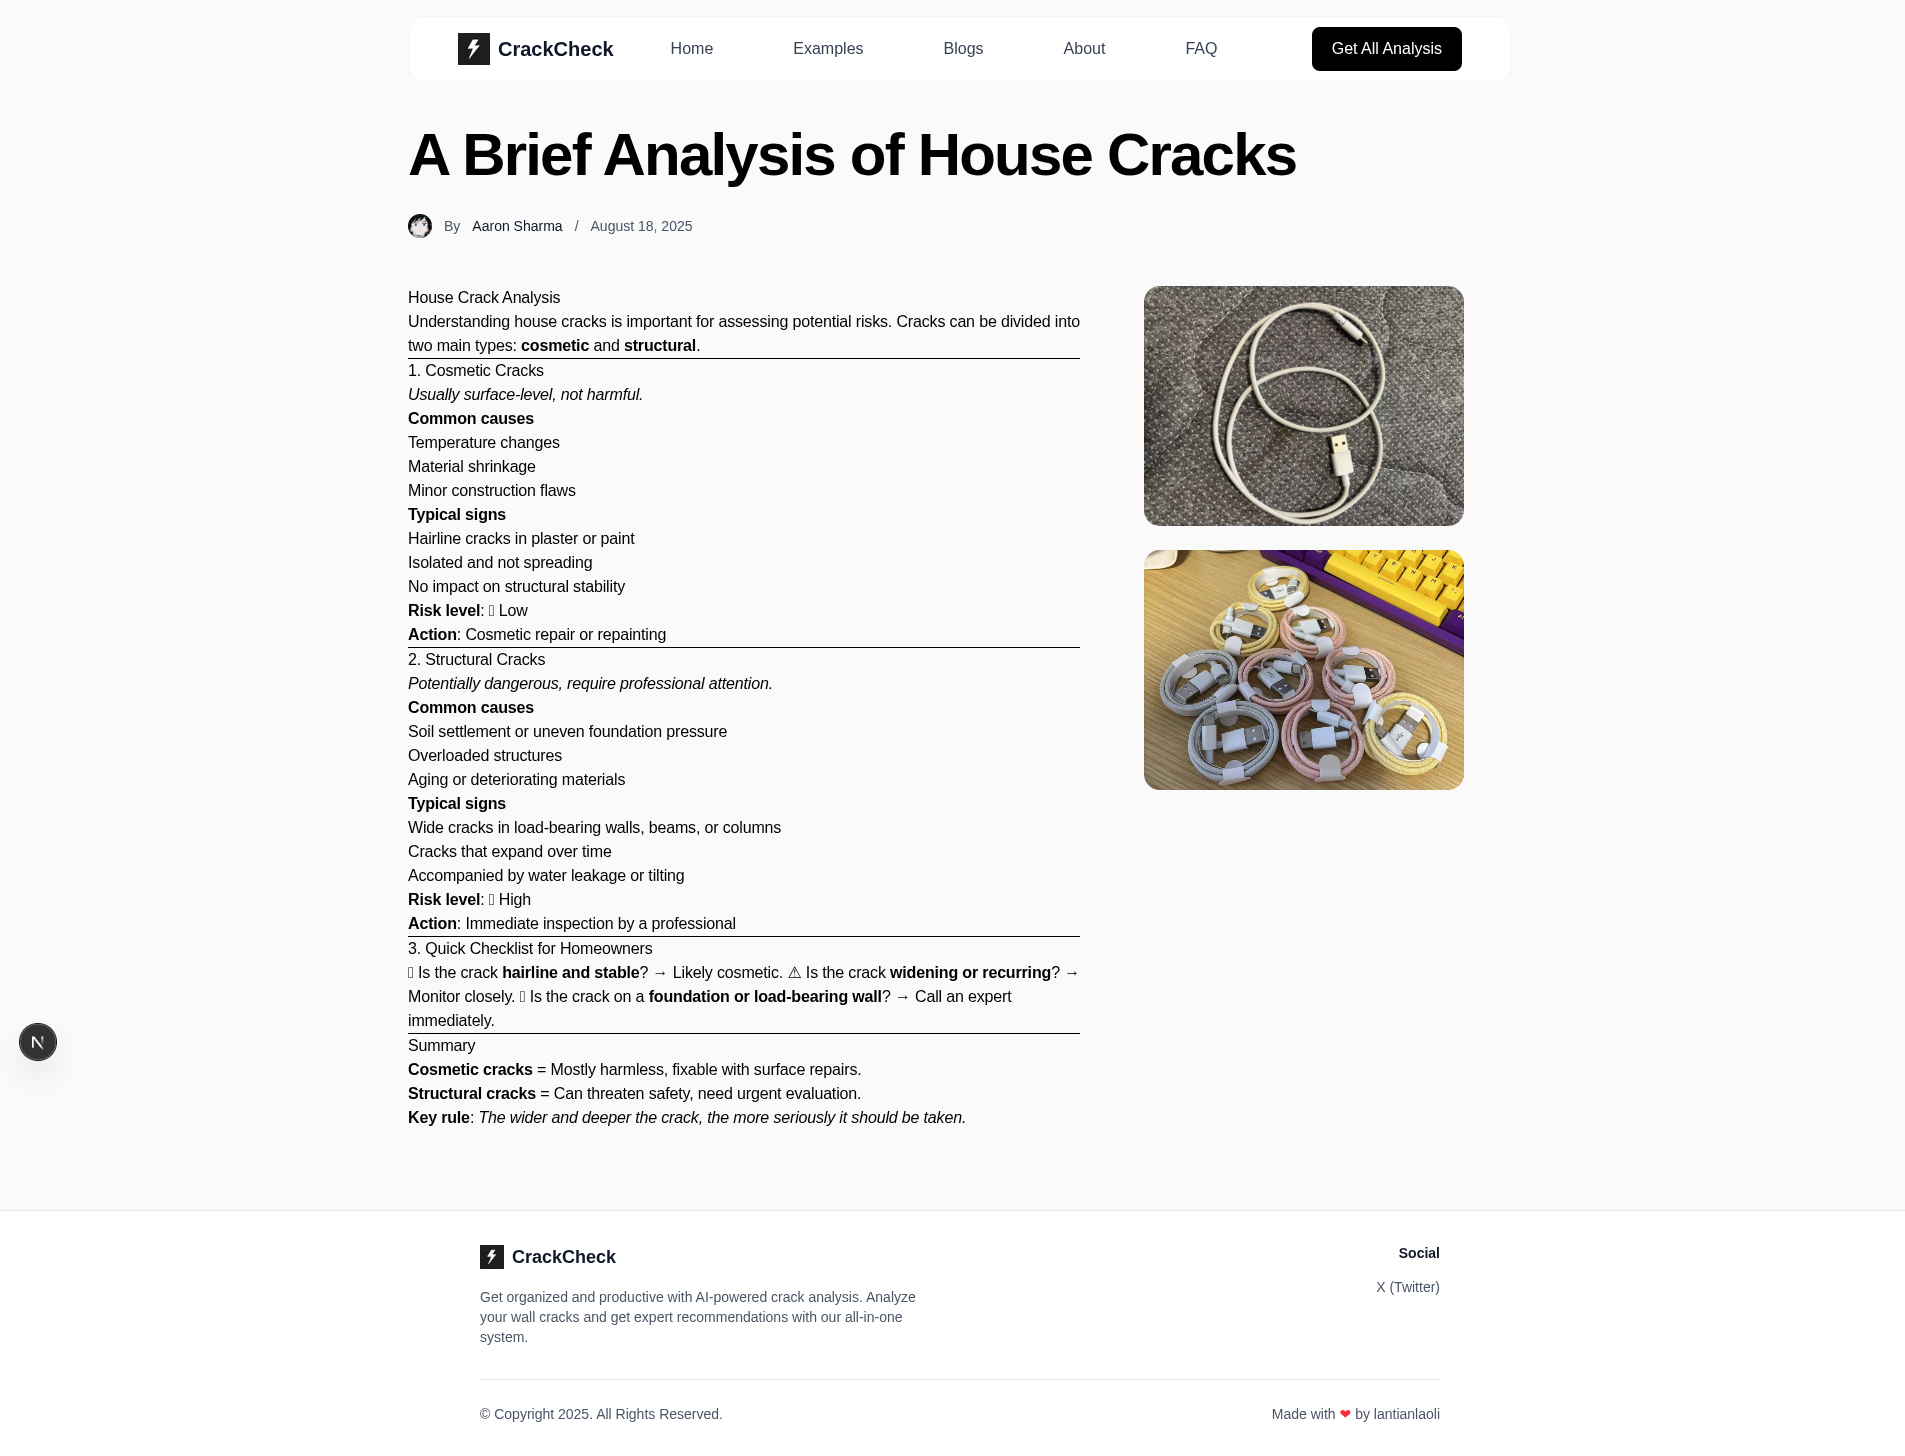 CrackCheck
Home
Examples
Blogs
About
FAQ
Get All Analysis
A Brief Analysis of House Cracks
By Aaron Sharma / August 18, 2025
House Crack Analysis
Understanding house cracks is important for assessing potential risks. Cracks can be divided into
two main types: cosmetic and structural.
1. Cosmetic Cracks
Usually surface-level, not harmful.
Common causes
Temperature changes
Material shrinkage
Minor construction flaws
Typical signs
Hairline cracks in plaster or paint
Isolated and not spreading
No impact on structural stability
Risk level: Low
Action: Cosmetic repair or repainting
2. Structural Cracks
Potentially dangerous, require professional attention.
Common causes
Soil settlement or uneven foundation pressure
Overloaded structures
Aging or deteriorating materials
Typical signs
Wide cracks in load-bearing walls, beams, or columns
Cracks that expand over time
Accompanied by water leakage or tilting
Risk level: High
Action: Immediate inspection by a professional
3. Quick Checklist for Homeowners
Is the crack hairline and stable? → Likely cosmetic. ⚠ Is the crack widening or recurring? →
Monitor closely. Is the crack on a foundation or load-bearing wall? → Call an expert
immediately.
Summary
Cosmetic cracks = Mostly harmless, fixable with surface repairs.
Structural cracks = Can threaten safety, need urgent evaluation.
Key rule: The wider and deeper the crack, the more seriously it should be taken.
N
CrackCheck
Get organized and productive with AI-powered crack analysis. Analyze
your wall cracks and get expert recommendations with our all-in-one
system.
Social
X (Twitter)
© Copyright 2025. All Rights Reserved.
Made with ❤ by lantianlaoli